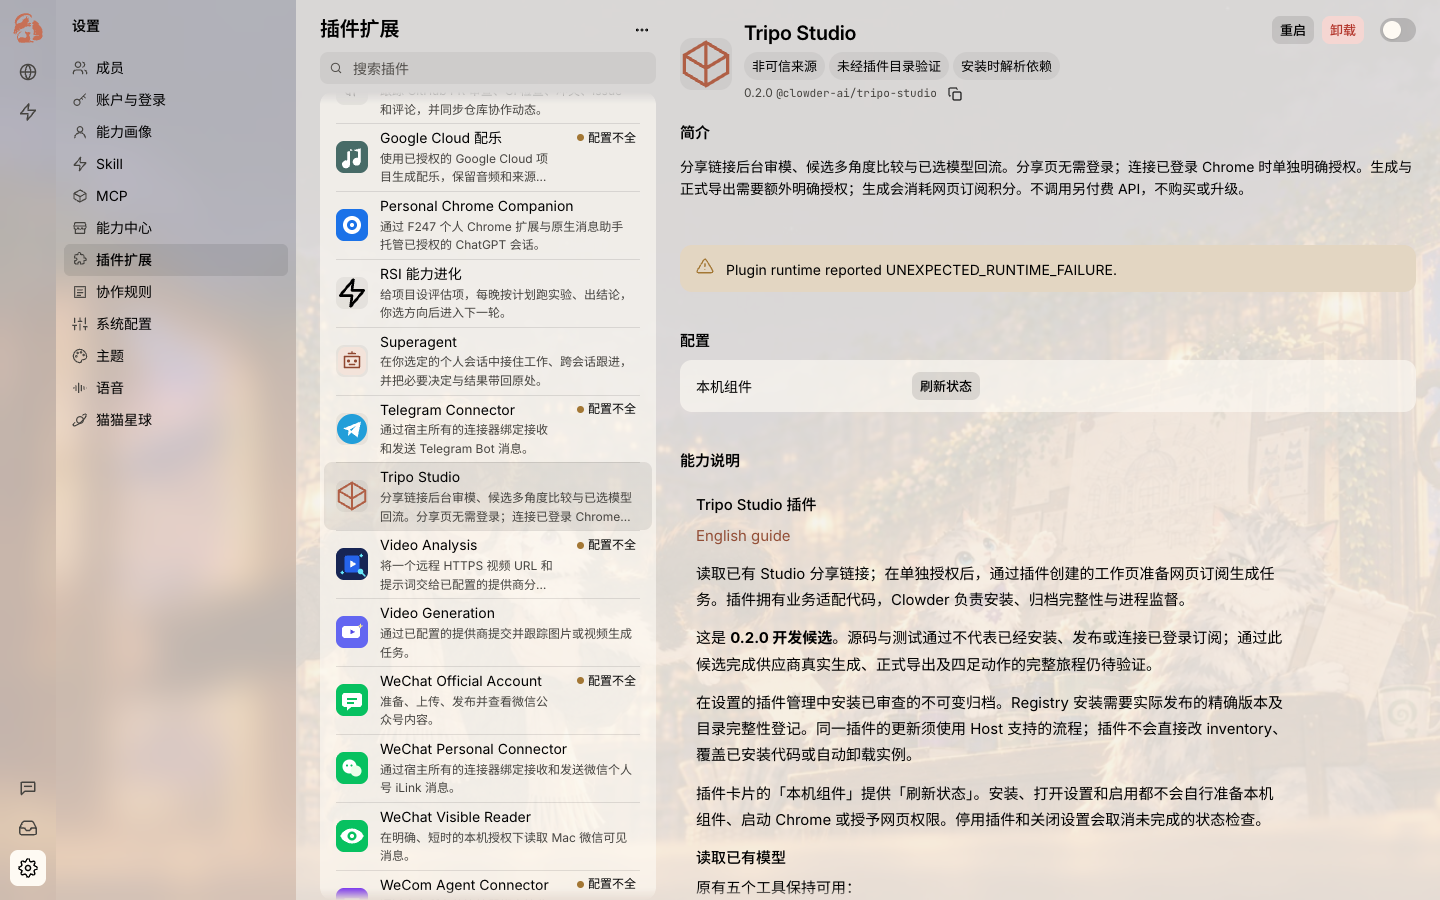 设置
成员
账户与登录
能力画像
Skill
MCP
能力中心
插件扩展
协作规则
系统配置
主题
语音
猫猫星球
插件扩展
搜索插件
和评论，并同步仓库协作动态。
Google Cloud 配乐
配置不全
使用已授权的 Google Cloud 项
目生成配乐，保留音频和来源...
Personal Chrome Companion
通过 F247 个人 Chrome 扩展与原生消息助手
托管已授权的 ChatGPT 会话。
RSI 能力进化
给项目设评估项，每晚按计划跑实验、出结论，
你选方向后进入下一轮。
Superagent
在你选定的个人会话中接住工作、跨会话跟进，
并把必要决定与结果带回原处。
Telegram Connector
配置不全
通过宿主所有的连接器绑定接收
和发送 Telegram Bot 消息。
Tripo Studio
分享链接后台审模、候选多角度比较与已选模型
回流。分享页无需登录；连接已登录 Chrome...
Video Analysis
配置不全
将一个远程 HTTPS 视频 URL 和
提示词交给已配置的提供商分...
Video Generation
通过已配置的提供商提交并跟踪图片或视频生成
任务。
WeChat Official Account
配置不全
准备、上传、发布并查看微信公
众号内容。
WeChat Personal Connector
通过宿主所有的连接器绑定接收和发送微信个人
号 iLink 消息。
WeChat Visible Reader
在明确、短时的本机授权下读取 Mac 微信可见
消息。
WeCom Agent Connector
配置不全
Tripo Studio
重启
卸载
非可信来源
未经插件目录验证
安装时解析依赖
0.2.0 @clowder-ai/tripo-studio
简介
分享链接后台审模、候选多角度比较与已选模型回流。分享页无需登录；连接已登录 Chrome 时单独明确授权。生成与
正式导出需要额外明确授权；生成会消耗网页订阅积分。不调用另付费 API，不购买或升级。
Plugin runtime reported UNEXPECTED_RUNTIME_FAILURE.
配置
本机组件
刷新状态
能力说明
Tripo Studio 插件
English guide
读取已有 Studio 分享链接；在单独授权后，通过插件创建的工作页准备网页订阅生成任
务。插件拥有业务适配代码，Clowder 负责安装、归档完整性与进程监督。
这是 0.2.0 开发候选。源码与测试通过不代表已经安装、发布或连接已登录订阅；通过此
候选完成供应商真实生成、正式导出及四足动作的完整旅程仍待验证。
在设置的插件管理中安装已审查的不可变归档。Registry 安装需要实际发布的精确版本及
目录完整性登记。同一插件的更新须使用 Host 支持的流程；插件不会直接改 inventory、
覆盖已安装代码或自动卸载实例。
插件卡片的「本机组件」提供「刷新状态」。安装、打开设置和启用都不会自行准备本机
组件、启动 Chrome 或授予网页权限。停用插件和关闭设置会取消未完成的状态检查。
读取已有模型
原有五个工具保持可用：